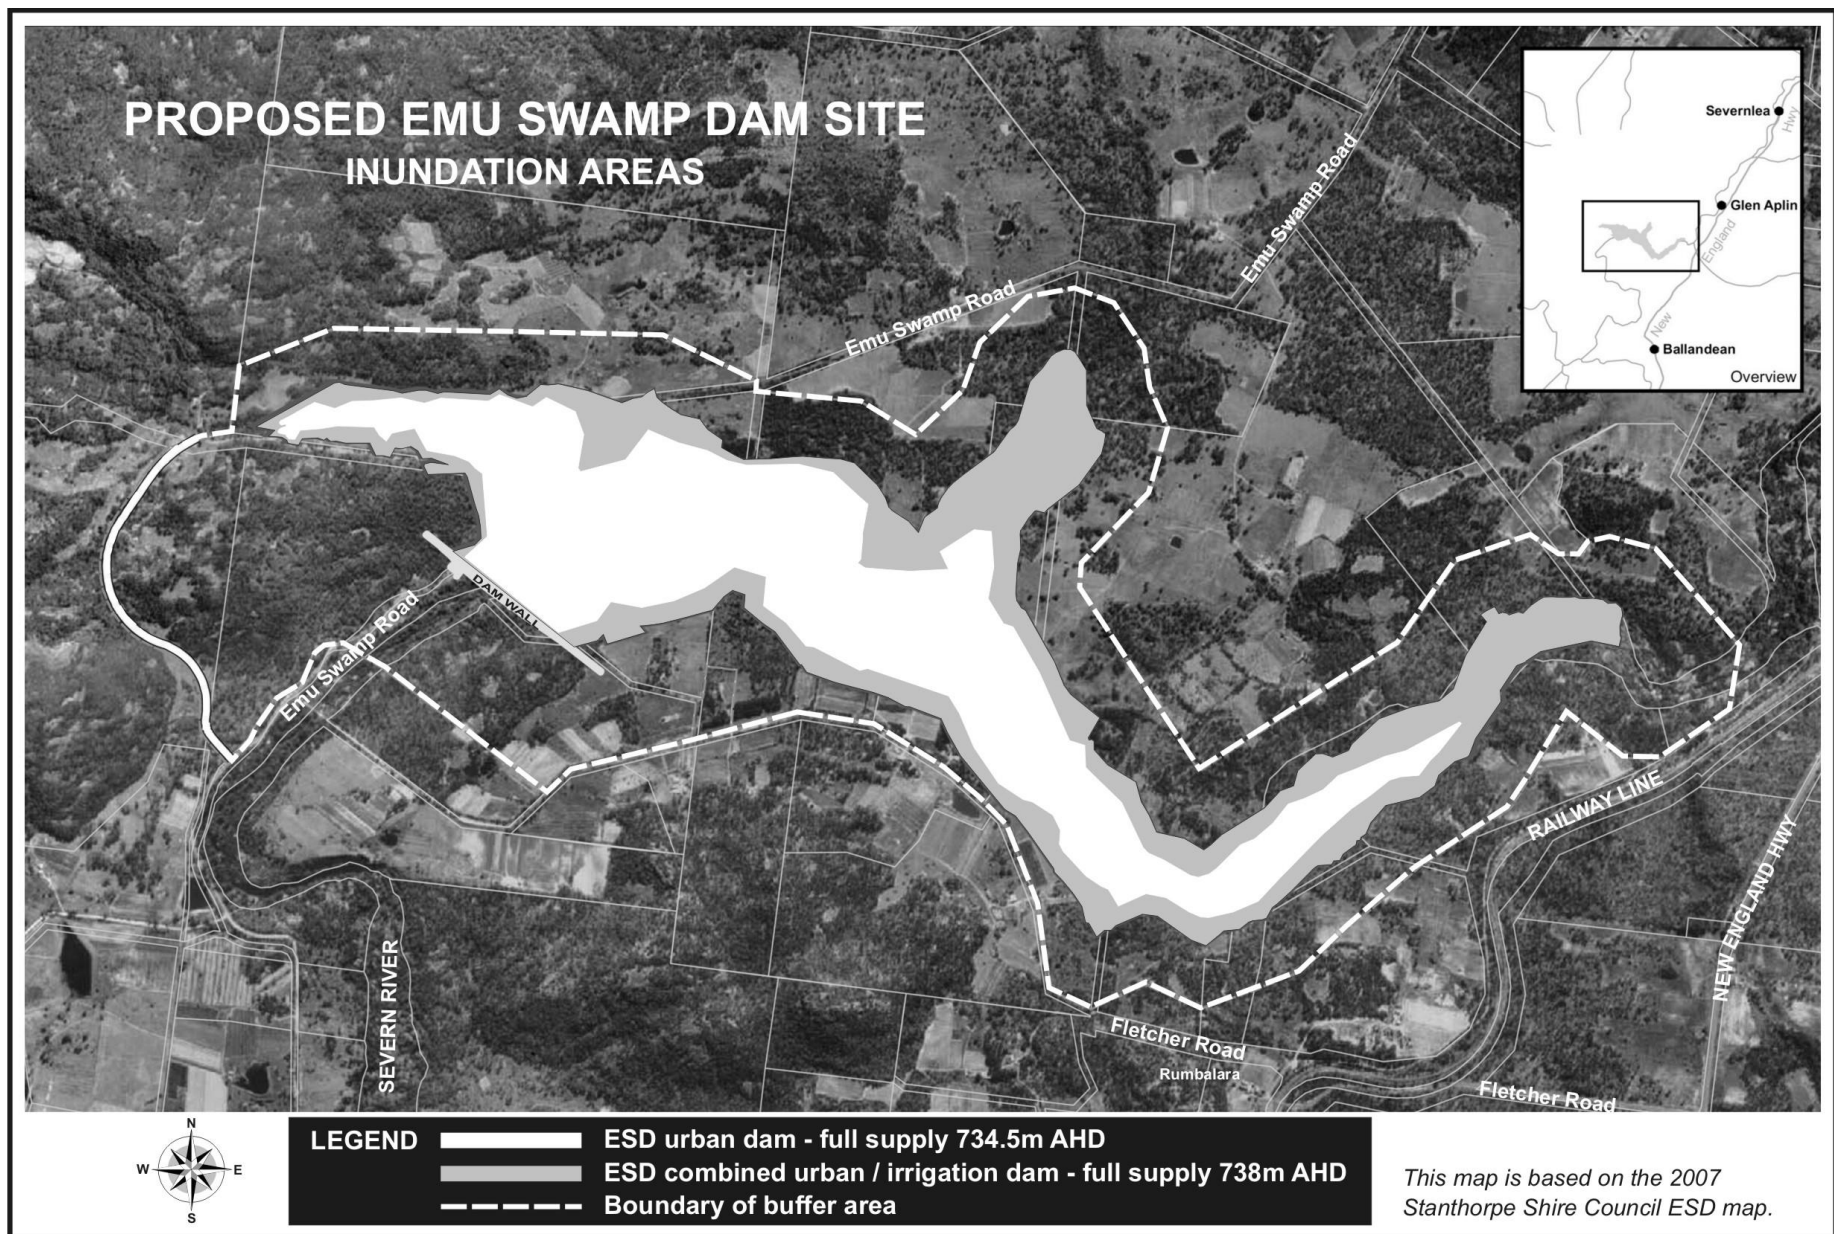 PROPOSED EMU SWAMP DAM SITE
INUNDATION AREAS
Severnlea
Hwy
Glen Aplin
England
New
Ballandean
Overview
Emu Swamp Road
Emu Swamp Road
DAM WALL
Emu Swamp Road
RAILWAY LINE
NEW ENGLAND HWY
SEVERN RIVER
Fletcher Road
Rumbalara
Fletcher Road
N
W E
S
LEGEND
ESD urban dam - full supply 734.5m AHD
ESD combined urban / irrigation dam - full supply 738m AHD
Boundary of buffer area
This map is based on the 2007
Stanthorpe Shire Council ESD map.